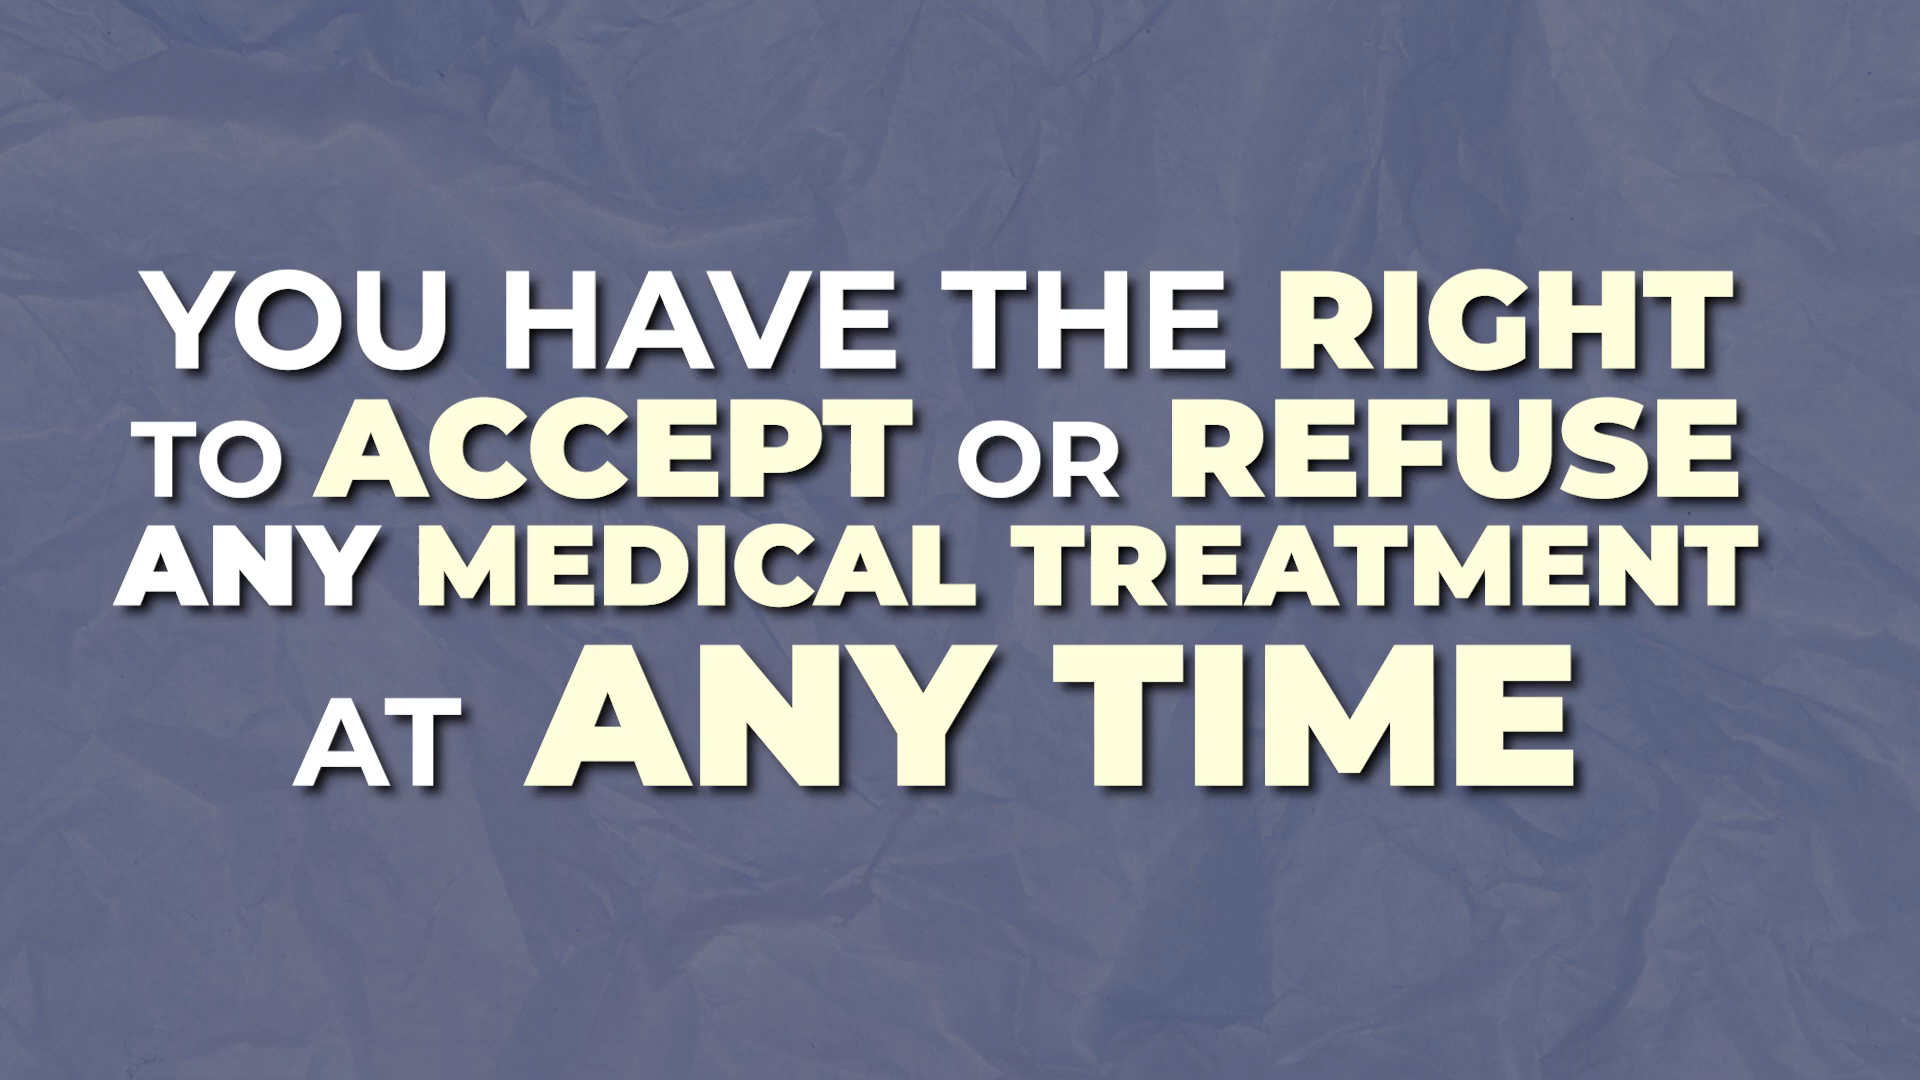 YOU HAVE THE RIGHT
TO ACCEPT OR REFUSE
ANY MEDICAL TREATMENT
AT ANY TIME